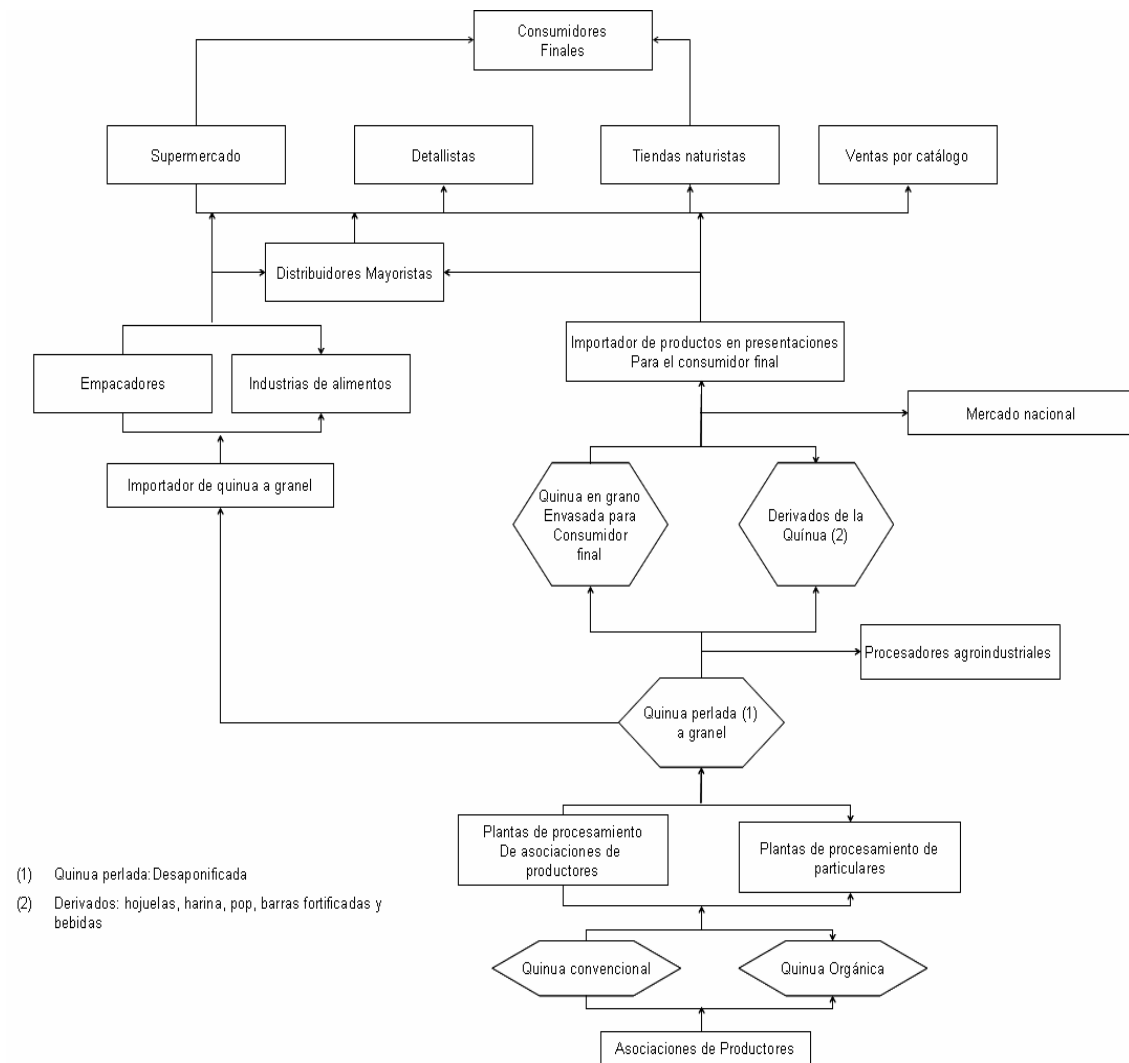 Consumidores
Finales
Supermercado
Detallistas
Tiendas naturistas
Ventas por catálogo
Distribuidores Mayoristas
Importador de productos en presentaciones
Para el consumidor final
Empacadores
Industrias de alimentos
Mercado nacional
Importador de quinua a granel
Quinua en grano
Envasada para
Consumidor
final
Derivados de la
Quínua (2)
Procesadores agroindustriales
Quinua perlada (1)
a granel
Plantas de procesamiento
De asociaciones de
productores
Plantas de procesamiento de
particulares
(1) Quinua perlada: Desaponificada
(2) Derivados: hojuelas, harina, pop, barras fortificadas y
bebidas
Quinua convencional
Quinua Orgánica
Asociaciones de Productores